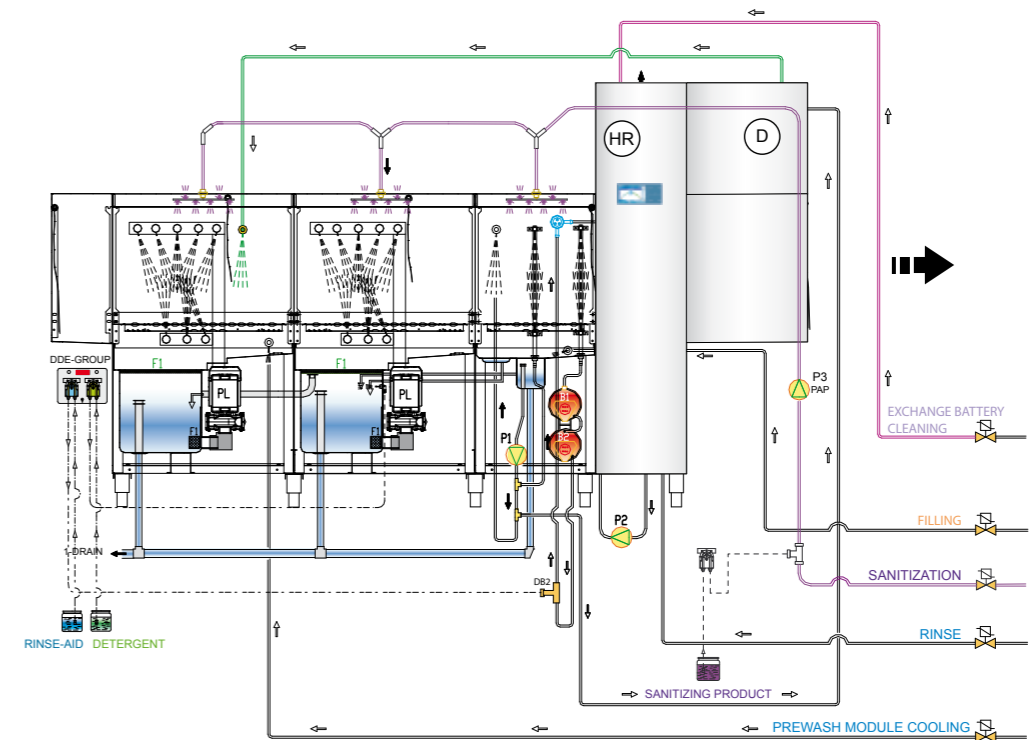 HR
D
DDE-GROUP
F1
F1
PL
PL
F1
F1
B1
B2
P1
P2
P3
PAP
EXCHANGE BATTERY
CLEANING
FILLING
SANITIZATION
RINSE
PREWASH MODULE COOLING
1-DRAIN
DB2
RINSE-AID
DETERGENT
SANITIZING PRODUCT